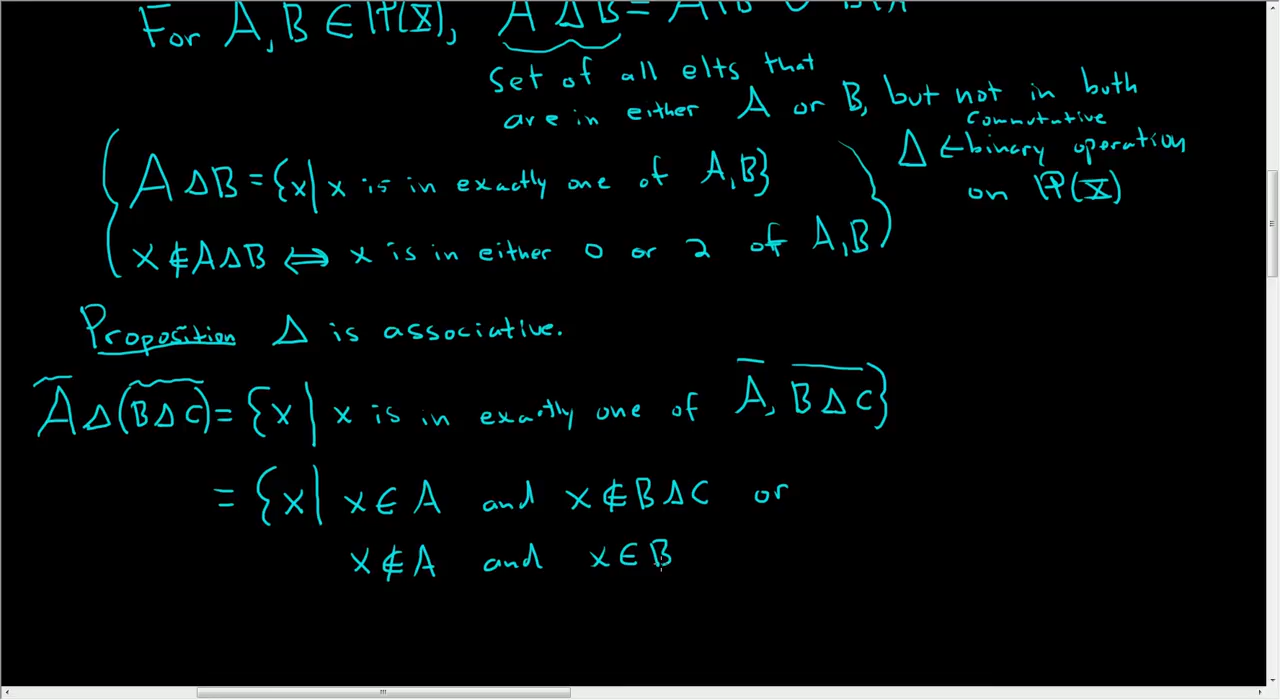 For A, B ∈ ℙ(X), A Δ B = A\B ∪ B\A
set of all elts that
are in either A or B, but not in both
commutative
Δ ← binary operation
on ℙ(X)
A Δ B = {x | x is in exactly one of A, B}
x ∉ A Δ B ⟺ x is in either 0 or 2 of A, B
Proposition Δ is associative.
A Δ (B Δ C) = {x | x is in exactly one of A, B Δ C}
= {x | x ∈ A and x ∉ B Δ C or
x ∉ A and x ∈ B